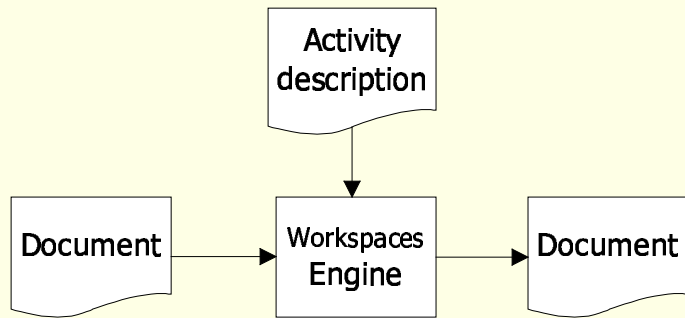 Activity
description
Document
Workspaces
Engine
Document